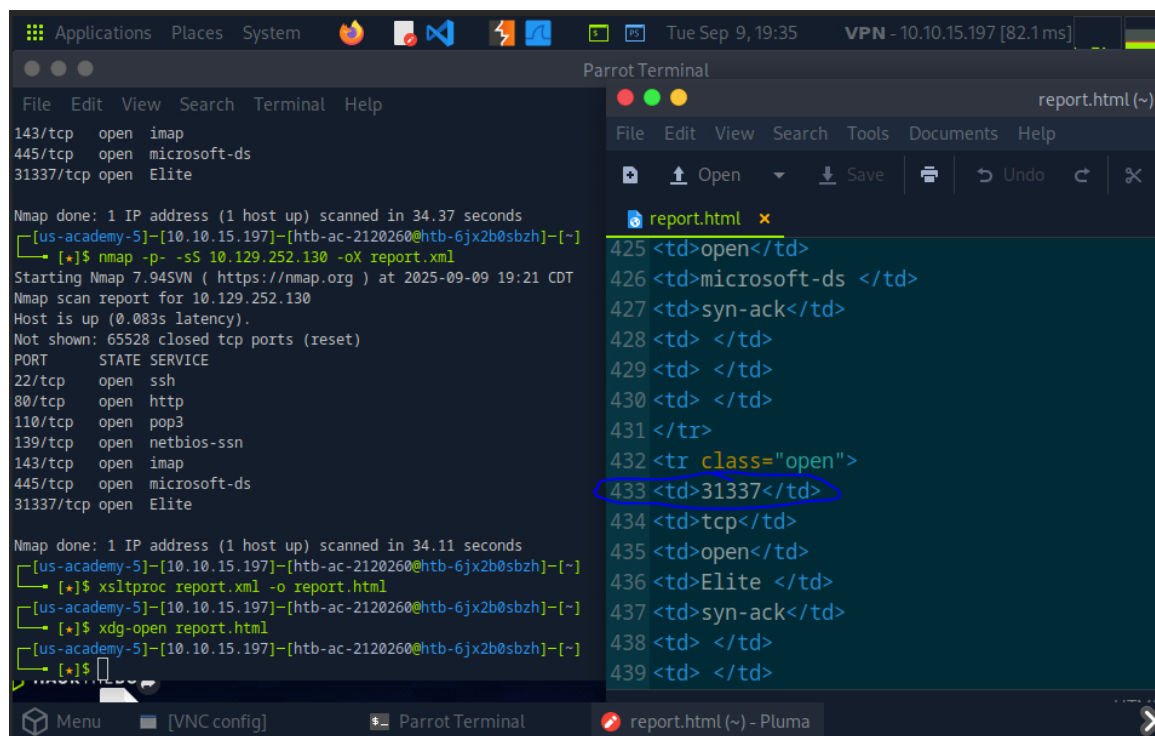 Applications Places System Tue Sep 9, 19:35 VPN - 10.10.15.197 [82.1 ms]
Parrot Terminal
File Edit View Search Terminal Help
143/tcp open imap
445/tcp open microsoft-ds
31337/tcp open Elite
Nmap done: 1 IP address (1 host up) scanned in 34.37 seconds
[us-academy-5]-[10.10.15.197]-[htb-ac-2120260@htb-6jx2b0sbzh]-[~]
[★]$ nmap -p- -sS 10.129.252.130 -oX report.xml
Starting Nmap 7.94SVN ( https://nmap.org ) at 2025-09-09 19:21 CDT
Nmap scan report for 10.129.252.130
Host is up (0.083s latency).
Not shown: 65528 closed tcp ports (reset)
PORT STATE SERVICE
22/tcp open ssh
80/tcp open http
110/tcp open pop3
139/tcp open netbios-ssn
143/tcp open imap
445/tcp open microsoft-ds
31337/tcp open Elite
Nmap done: 1 IP address (1 host up) scanned in 34.11 seconds
[us-academy-5]-[10.10.15.197]-[htb-ac-2120260@htb-6jx2b0sbzh]-[~]
[★]$ xsltproc report.xml -o report.html
[us-academy-5]-[10.10.15.197]-[htb-ac-2120260@htb-6jx2b0sbzh]-[~]
[★]$ xdg-open report.html
[us-academy-5]-[10.10.15.197]-[htb-ac-2120260@htb-6jx2b0sbzh]-[~]
[★]$
report.html (~)
File Edit View Search Tools Documents Help
Open Save Undo
report.html ×
425 <td>open</td>
426 <td>microsoft-ds </td>
427 <td>syn-ack</td>
428 <td> </td>
429 <td> </td>
430 <td> </td>
431 </tr>
432 <tr class="open">
433 <td>31337</td>
434 <td>tcp</td>
435 <td>open</td>
436 <td>Elite </td>
437 <td>syn-ack</td>
438 <td> </td>
439 <td> </td>
Menu [VNC config] Parrot Terminal report.html (~) - Pluma